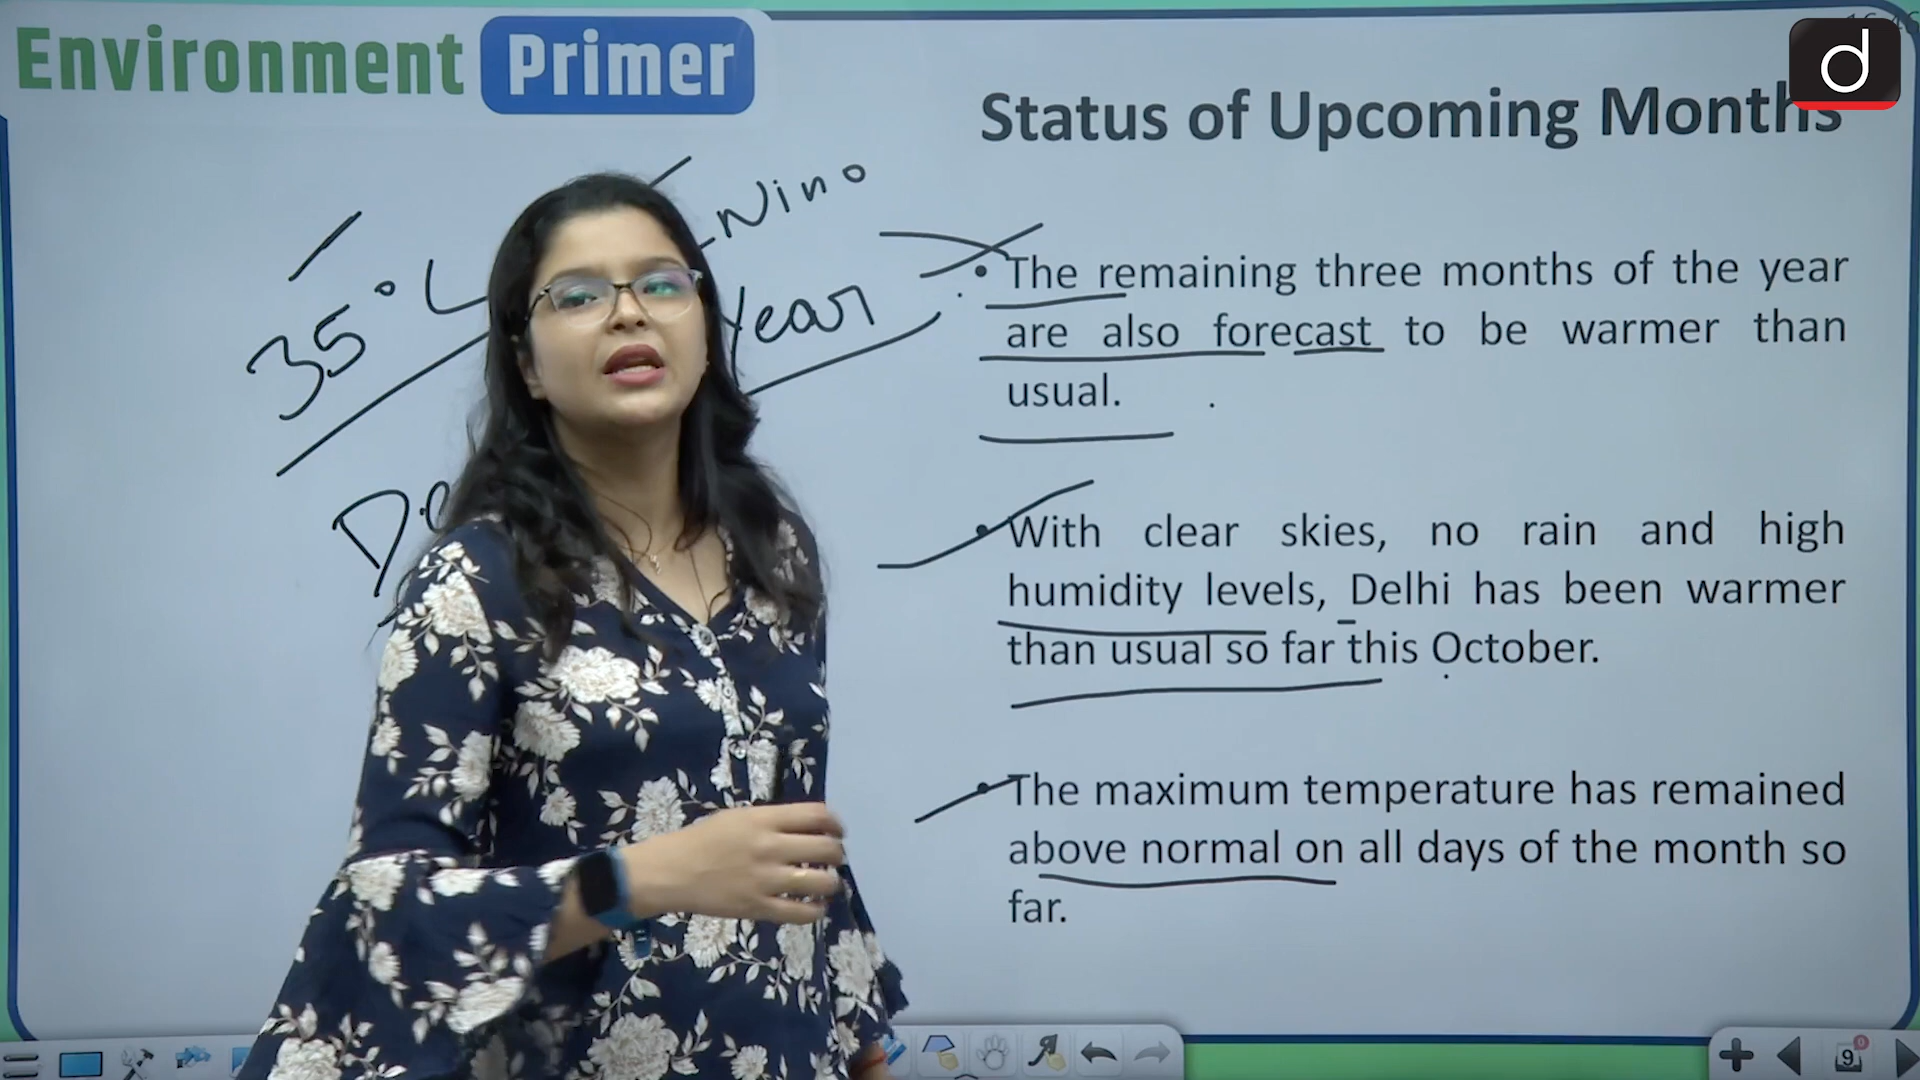 Environment Primer
Status of Upcoming Months
Nino
35°C
Year
• The remaining three months of the year
are also forecast to be warmer than
usual.
• With clear skies, no rain and high
humidity levels, Delhi has been warmer
than usual so far this October.
• The maximum temperature has remained
above normal on all days of the month so
far.
d
9